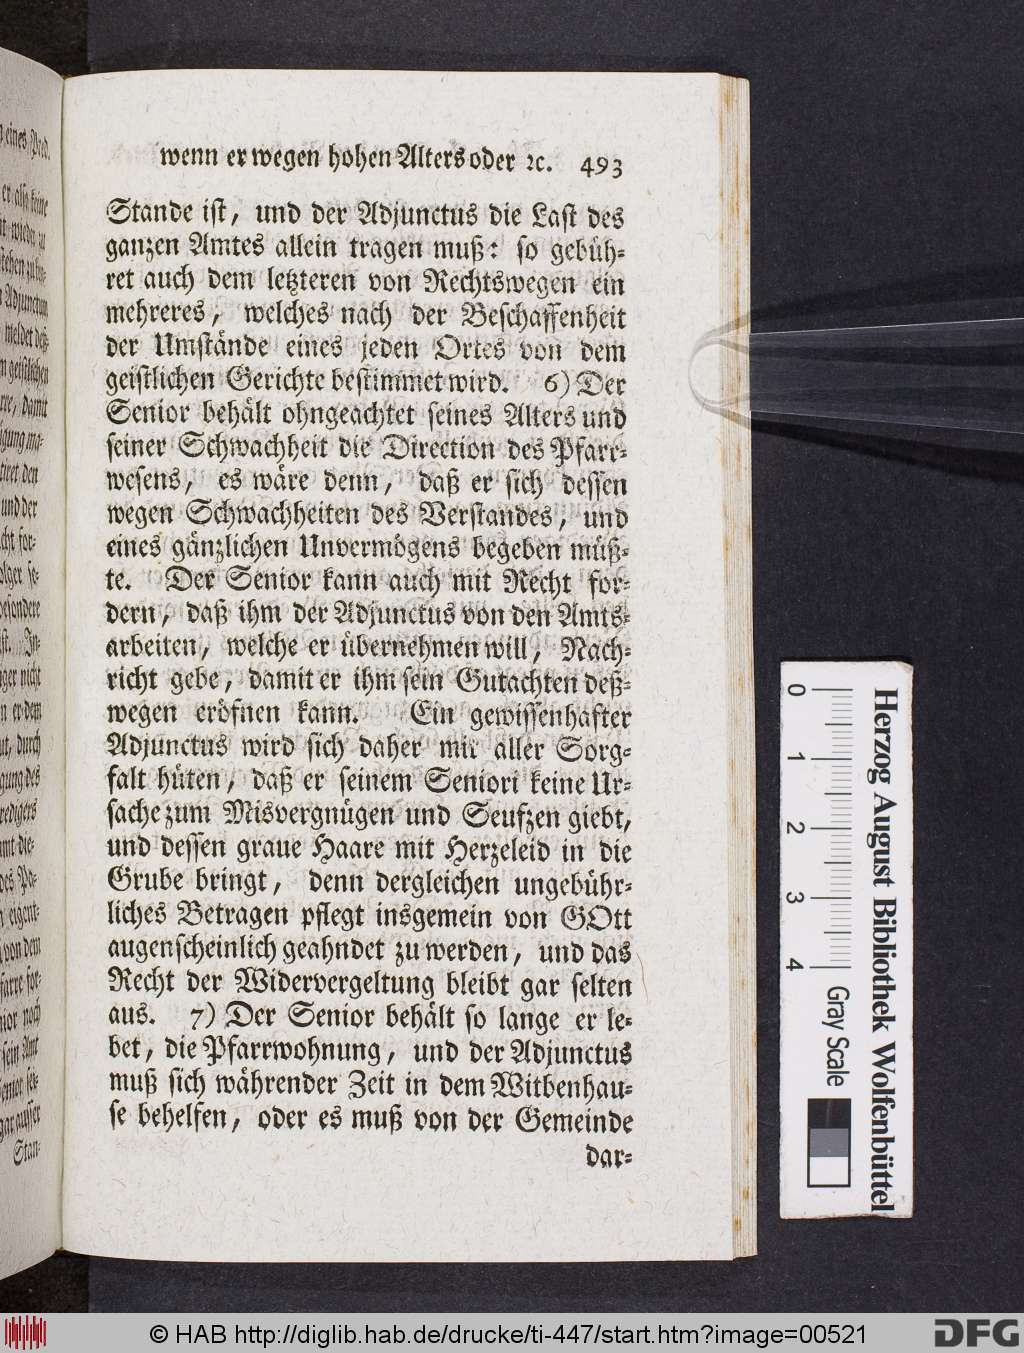 wenn er wegen hohen Alters oder ꝛc. 493
Stande ist, und der Adjunctus die Last des
ganzen Amtes allein tragen muß: so gebüh-
ret auch dem letzteren von Rechtswegen ein
mehreres, welches nach der Beschaffenheit
der Umstände eines jeden Ortes von dem
geistlichen Gerichte bestimmet wird. 6) Der
Senior behält ohngeachtet seines Alters und
seiner Schwachheit die Direction des Pfarr-
wesens, es wäre denn, daß er sich dessen
wegen Schwachheiten des Verstandes, und
eines gänzlichen Unvermögens begeben müß-
te. Der Senior kann auch mit Recht for-
dern, daß ihm der Adjunctus von den Amts-
arbeiten, welche er übernehmen will, Nach-
richt gebe, damit er ihm sein Gutachten deß-
wegen eröfnen kann. Ein gewissenhafter
Adjunctus wird sich daher mit aller Sorg-
falt hüten, daß er seinem Seniori keine Ur-
sache zum Misvergnügen und Seufzen giebt,
und dessen graue Haare mit Herzeleid in die
Grube bringt, denn dergleichen ungebühr-
liches Betragen pflegt insgemein von GOtt
augenscheinlich geahndet zu werden, und das
Recht der Widervergeltung bleibt gar selten
aus. 7) Der Senior behält so lange er le-
bet, die Pfarrwohnung, und der Adjunctus
muß sich währender Zeit in dem Witbenhau-
se behelfen, oder es muß von der Gemeinde
dar-
0 1 2 3 4 Gray Scale
Herzog August Bibliothek Wolfenbüttel
© HAB http://diglib.hab.de/drucke/ti-447/start.htm?image=00521
DFG